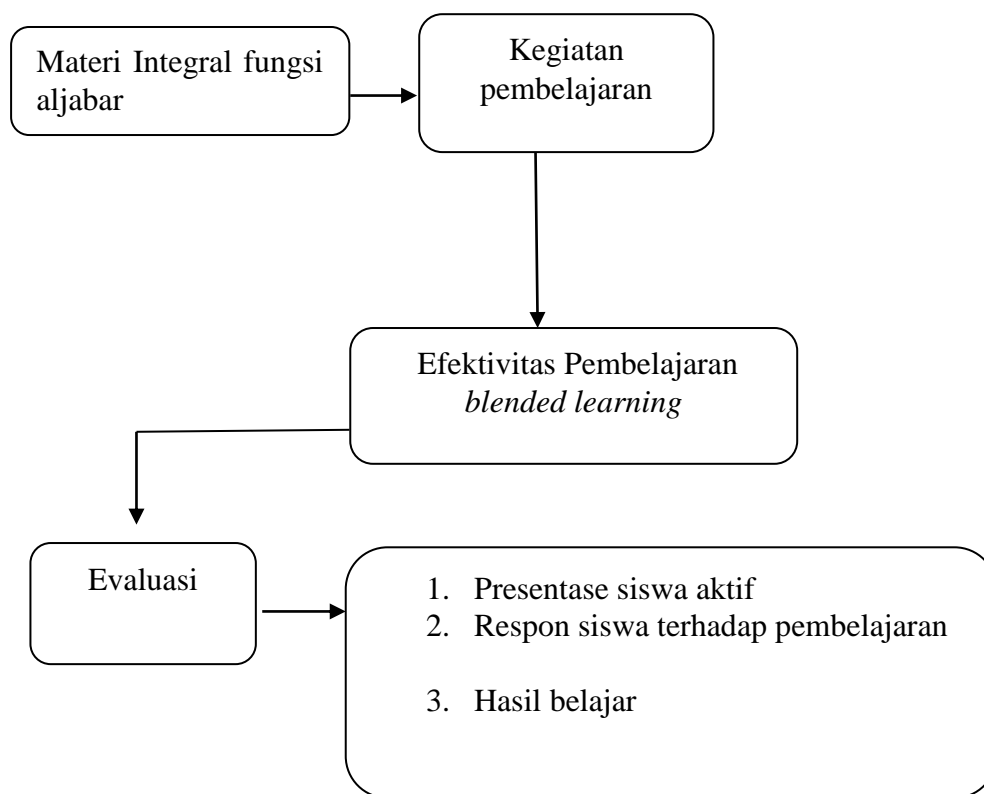 Materi Integral fungsi
aljabar
Kegiatan
pembelajaran
Efektivitas Pembelajaran
blended learning
Evaluasi
1. Presentase siswa aktif
2. Respon siswa terhadap pembelajaran
3. Hasil belajar